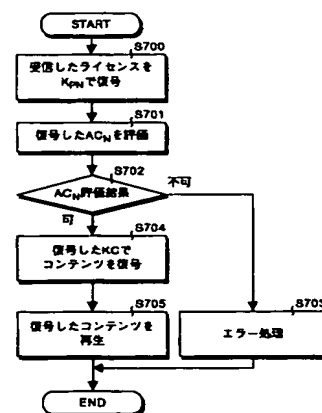 START
S700
受信したライセンスを
KPNで復号
S701
復号したACNを評価
S702
ACN評価結果
不可
可
S704
復号したKCで
コンテンツを復号
S705
復号したコンテンツを
再生
S703
エラー処理
END